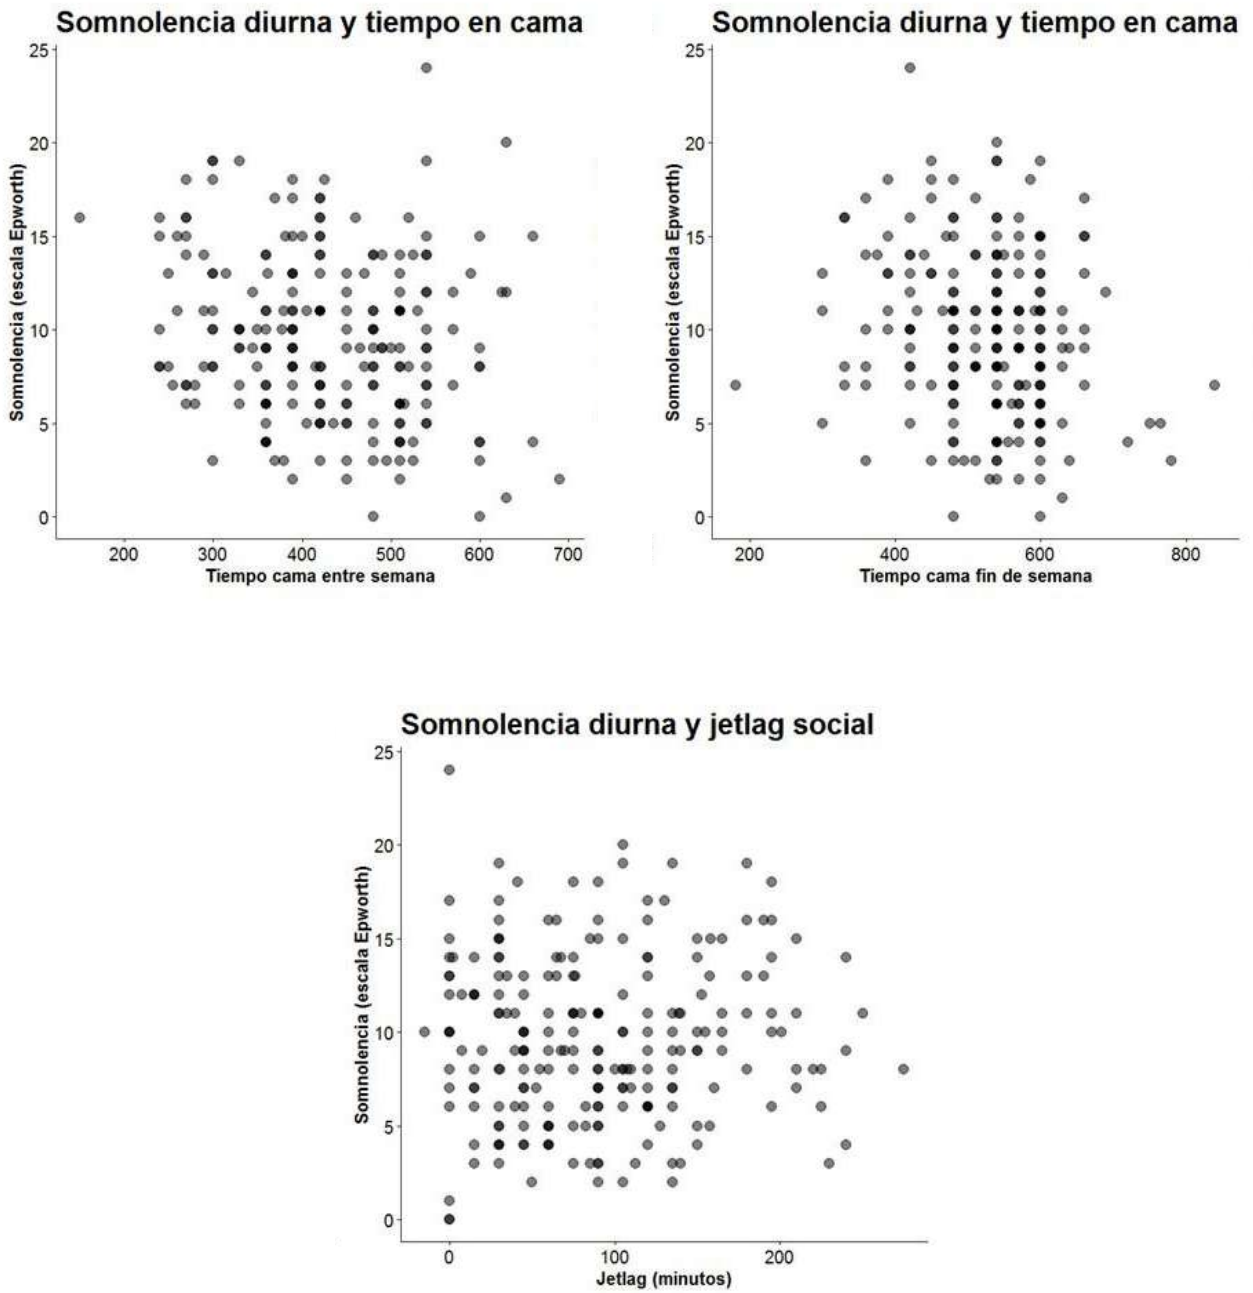 Somnolencia diurna y tiempo en cama
25
20
15
10
5
0
Somnolencia (escala Epworth)
200 300 400 500 600 700
Tiempo cama entre semana
Somnolencia diurna y tiempo en cama
25
20
15
10
5
0
Somnolencia (escala Epworth)
200 400 600 800
Tiempo cama fin de semana
Somnolencia diurna y jetlag social
25
20
15
10
5
0
Somnolencia (escala Epworth)
0 100 200
Jetlag (minutos)